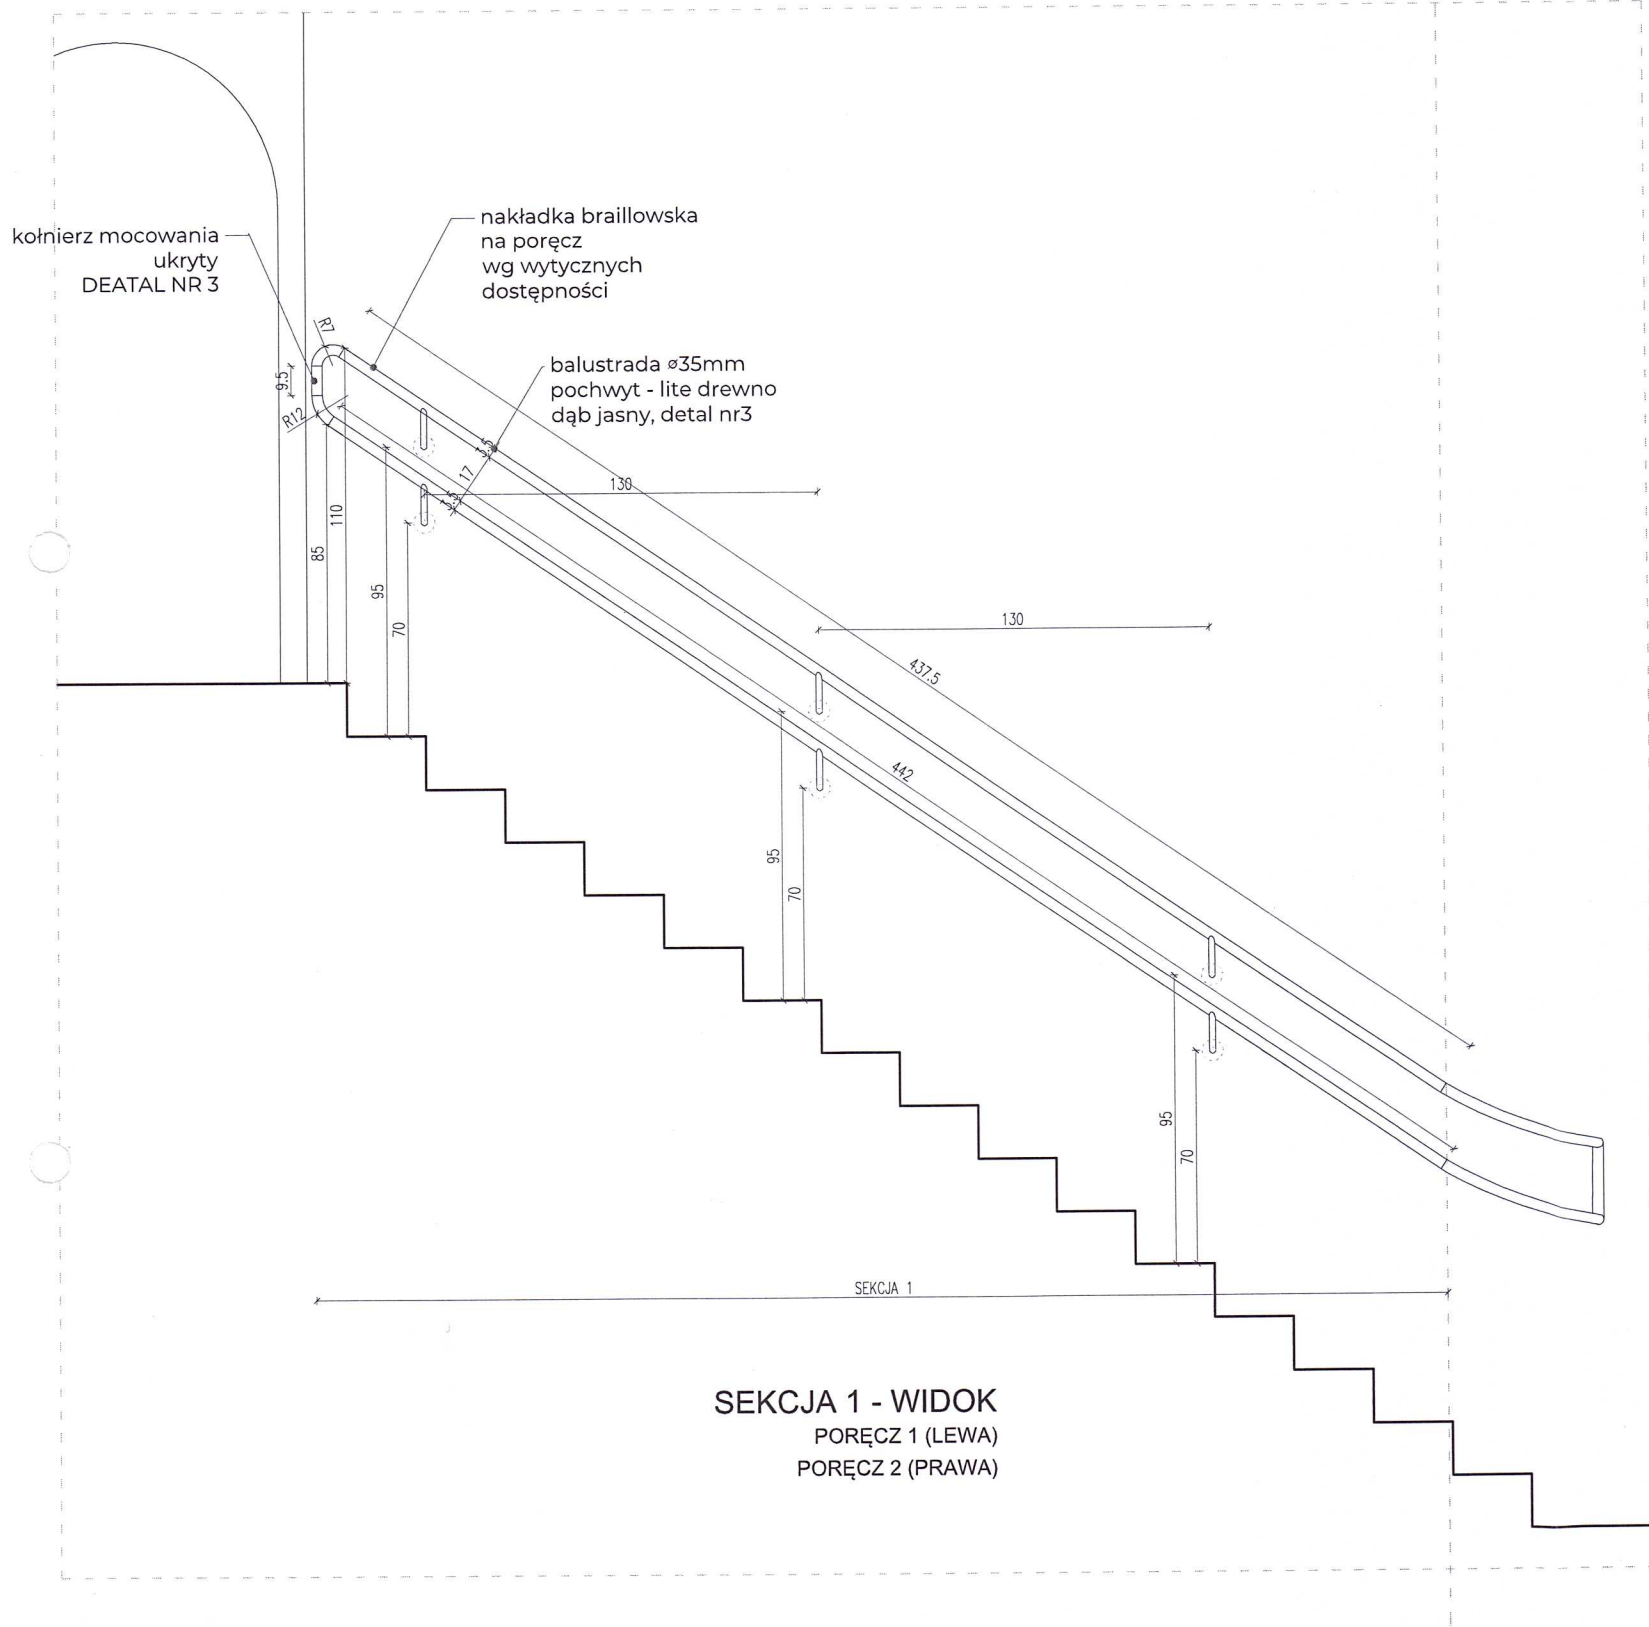 kołnierz mocowania
ukryty
DEATAL NR 3
nakładka braillowska
na poręcz
wg wytycznych
dostępności
balustrada ø35mm
pochwyt - lite drewno
dąb jasny, detal nr3
R7
9.5
R12
3.5
17
3.5
130
110
85
95
70
130
437.5
442
95
70
95
70
SEKCJA 1
SEKCJA 1 - WIDOK
PORĘCZ 1 (LEWA)
PORĘCZ 2 (PRAWA)